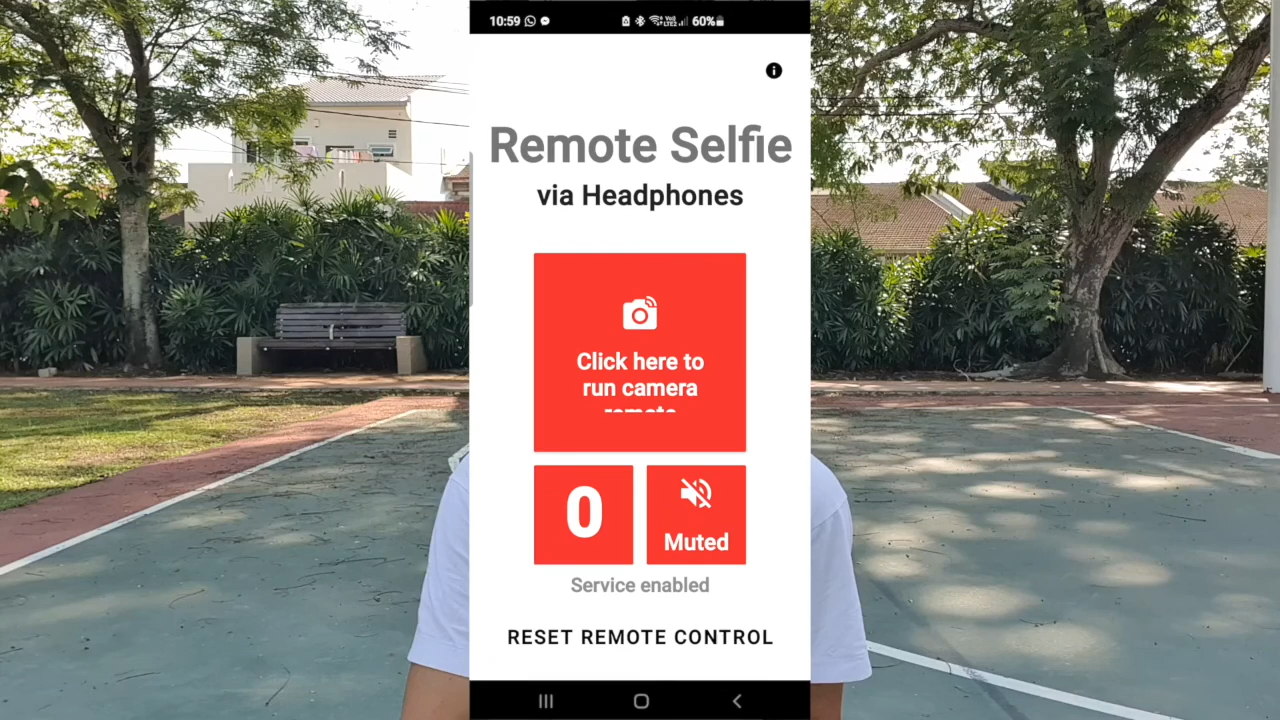 10:59 60%
Remote Selfie
via Headphones
Click here to
run camera
remote
0
Muted
Service enabled
RESET REMOTE CONTROL